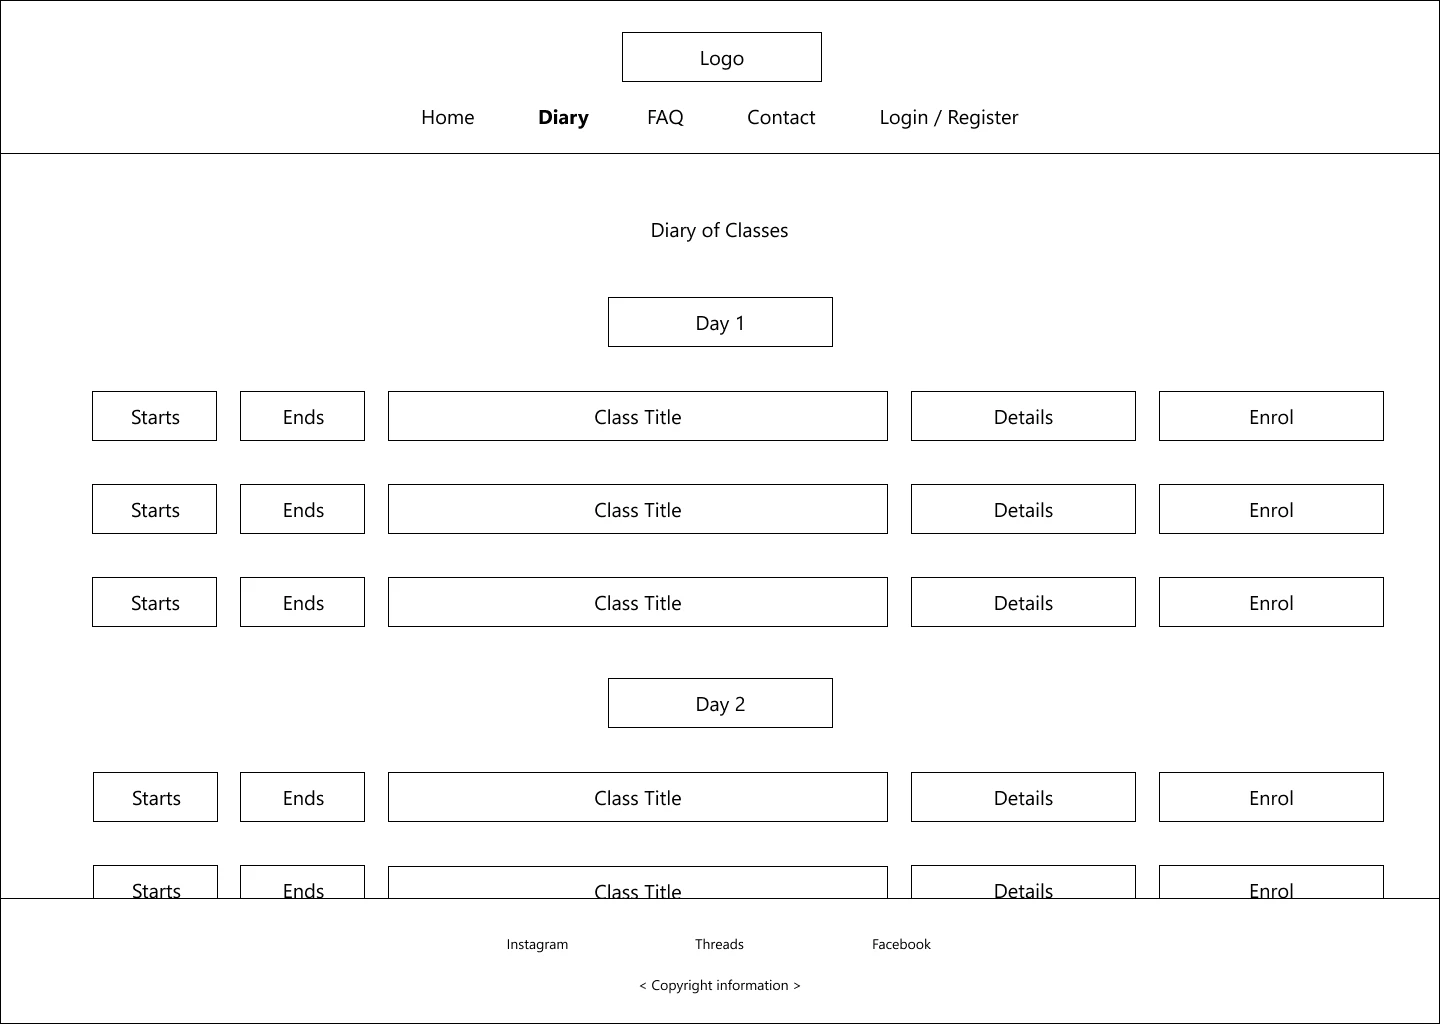 Logo
Home Diary FAQ Contact Login / Register
Diary of Classes
Day 1
Starts Ends Class Title Details Enrol
Starts Ends Class Title Details Enrol
Starts Ends Class Title Details Enrol
Day 2
Starts Ends Class Title Details Enrol
Starts Ends Class Title Details Enrol
Instagram Threads Facebook
< Copyright information >